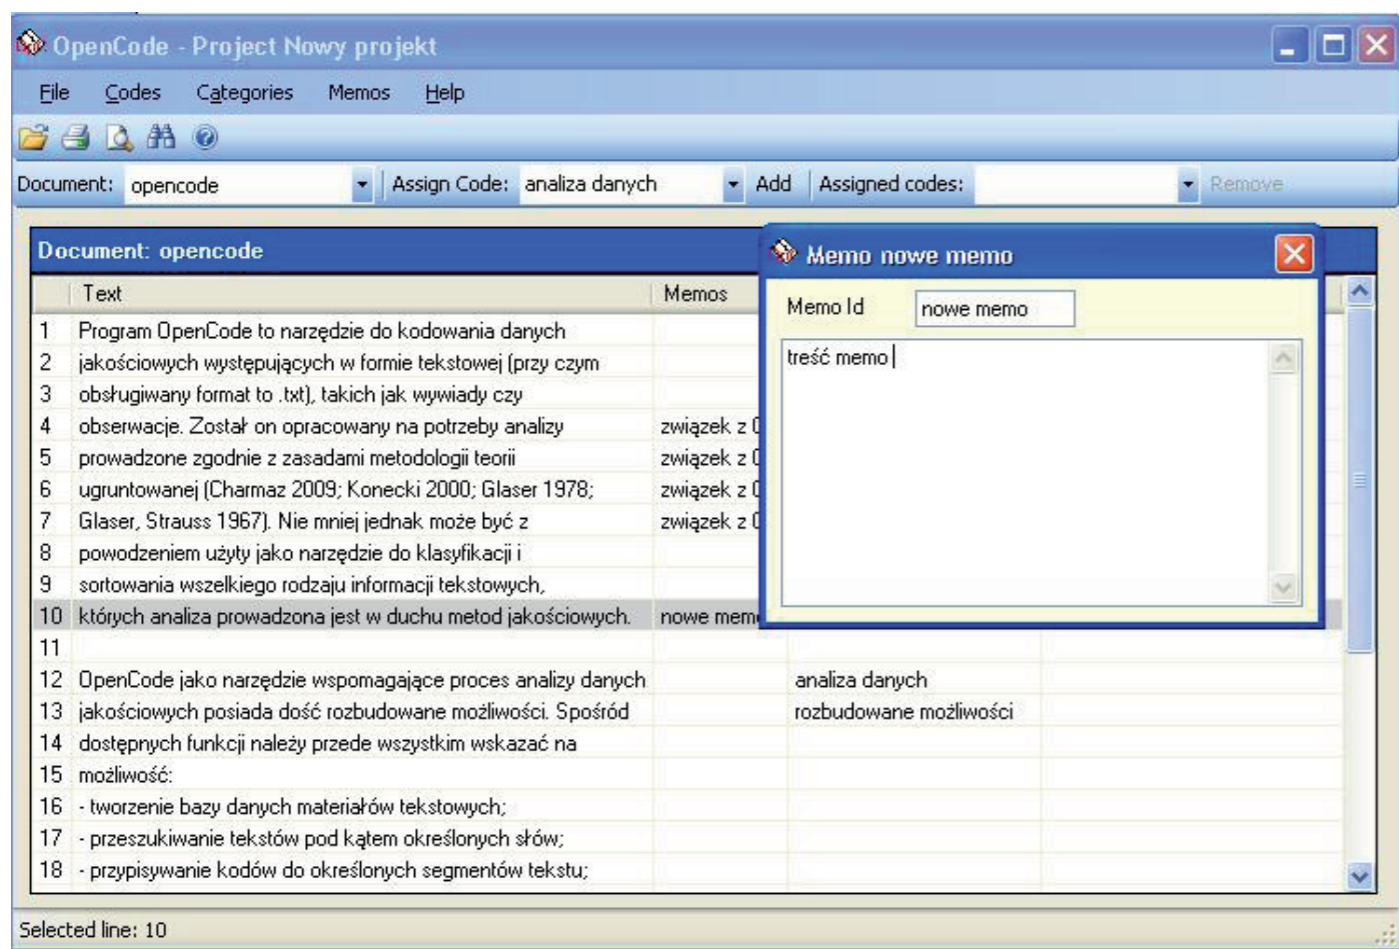 OpenCode - Project Nowy projekt
File Codes Categories Memos Help
Document: opencode Assign Code: analiza danych Add Assigned codes: Remove
Document: opencode
Text Memos
1 Program OpenCode to narzędzie do kodowania danych
2 jakościowych występujących w formie tekstowej (przy czym
3 obsługiwany format to .txt), takich jak wywiady czy
4 obserwacje. Został on opracowany na potrzeby analizy związek z
5 prowadzone zgodnie z zasadami metodologii teorii związek z
6 ugruntowanej (Charmaz 2009; Konecki 2000; Glaser 1978; związek z
7 Glaser, Strauss 1967). Nie mniej jednak może być z związek z
8 powodzeniem użyty jako narzędzie do klasyfikacji i
9 sortowania wszelkiego rodzaju informacji tekstowych,
10 których analiza prowadzona jest w duchu metod jakościowych. nowe mem
11
12 OpenCode jako narzędzie wspomagające proces analizy danych analiza danych
13 jakościowych posiada dość rozbudowane możliwości. Spośród rozbudowane możliwości
14 dostępnych funkcji należy przede wszystkim wskazać na
15 możliwość:
16 - tworzenie bazy danych materiałów tekstowych;
17 - przeszukiwanie tekstów pod kątem określonych słów;
18 - przypisywanie kodów do określonych segmentów tekstu;
Memo nowe memo
Memo Id nowe memo
treść memo
Selected line: 10